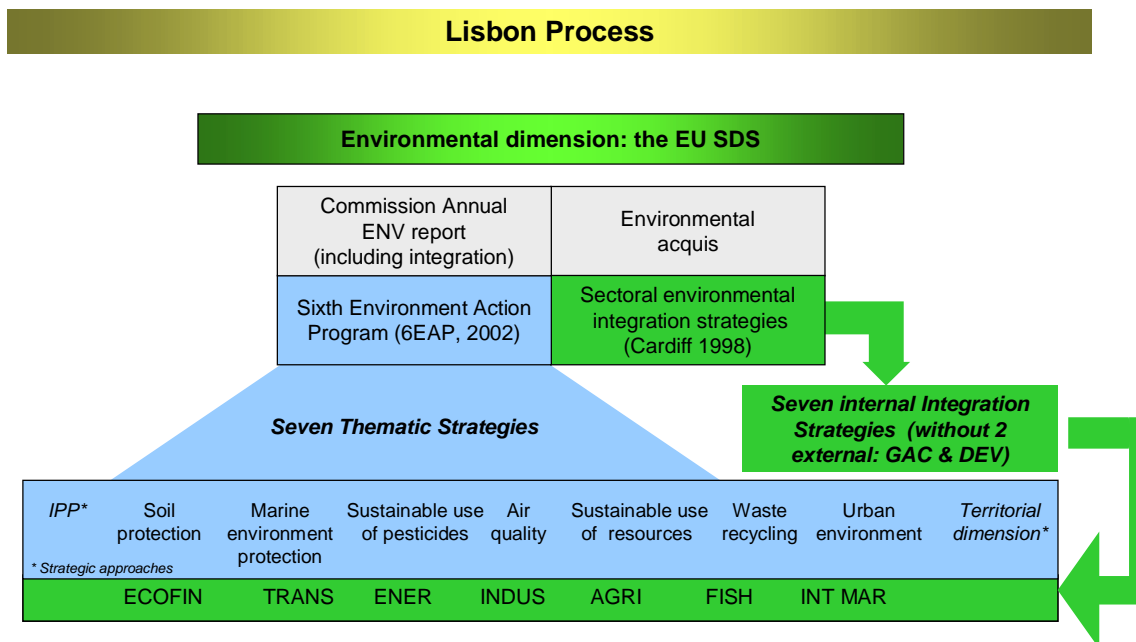 Lisbon Process
Environmental dimension: the EU SDS
Commission Annual
ENV report
(including integration)
Environmental
acquis
Sixth Environment Action
Program (6EAP, 2002)
Sectoral environmental
integration strategies
(Cardiff 1998)
Seven Thematic Strategies
Seven internal Integration
Strategies (without 2
external: GAC & DEV)
IPP*
Soil
protection
Marine
environment
protection
Sustainable use
of pesticides
Air
quality
Sustainable use
of resources
Waste
recycling
Urban
environment
Territorial
dimension*
* Strategic approaches
ECOFIN TRANS ENER INDUS AGRI FISH INT MAR